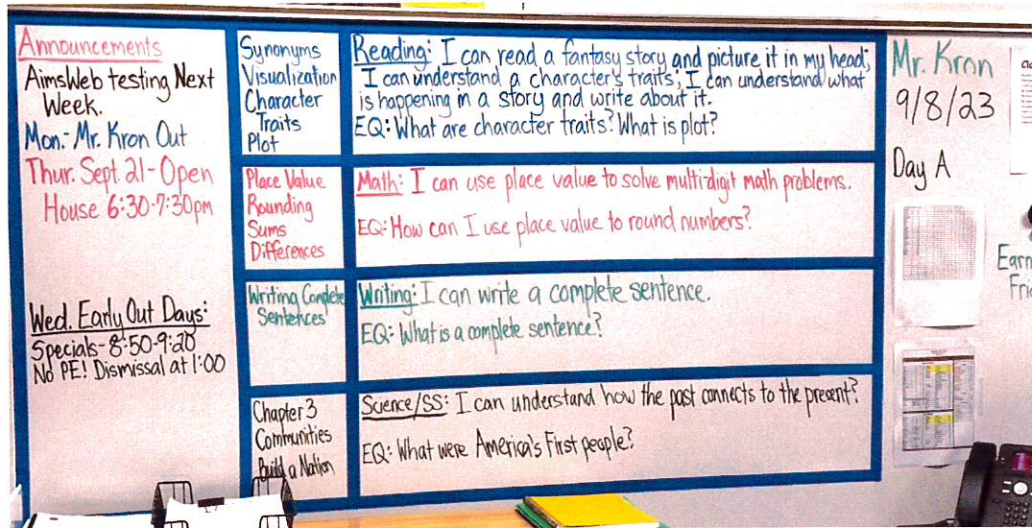 Announcements
AimsWeb testing Next
Week.
Mon.- Mr. Kron Out
Thur. Sept. 21- Open
House 6:30-7:30pm
Wed. Early Out Days:
Specials- 8:50-9:20
No PE! Dismissal at 1:00
Synonyms
Visualization
Character
Traits
Plot
Reading: I can read a fantasy story and picture it in my head;
I can understand a character's traits; I can understand what
is happening in a story and write about it.
EQ: What are character traits? What is plot?
Place Value
Rounding
Sums
Differences
Math: I can use place value to solve multi-digit math problems.
EQ: How can I use place value to round numbers?
Writing Complete
Sentences
Writing: I can write a complete sentence.
EQ: What is a complete sentence?
Chapter 3
Communities
Build a Nation
Science/SS: I can understand how the past connects to the present?
EQ: What were America's First people?
Mr. Kron
9/8/23
Day A
Earn